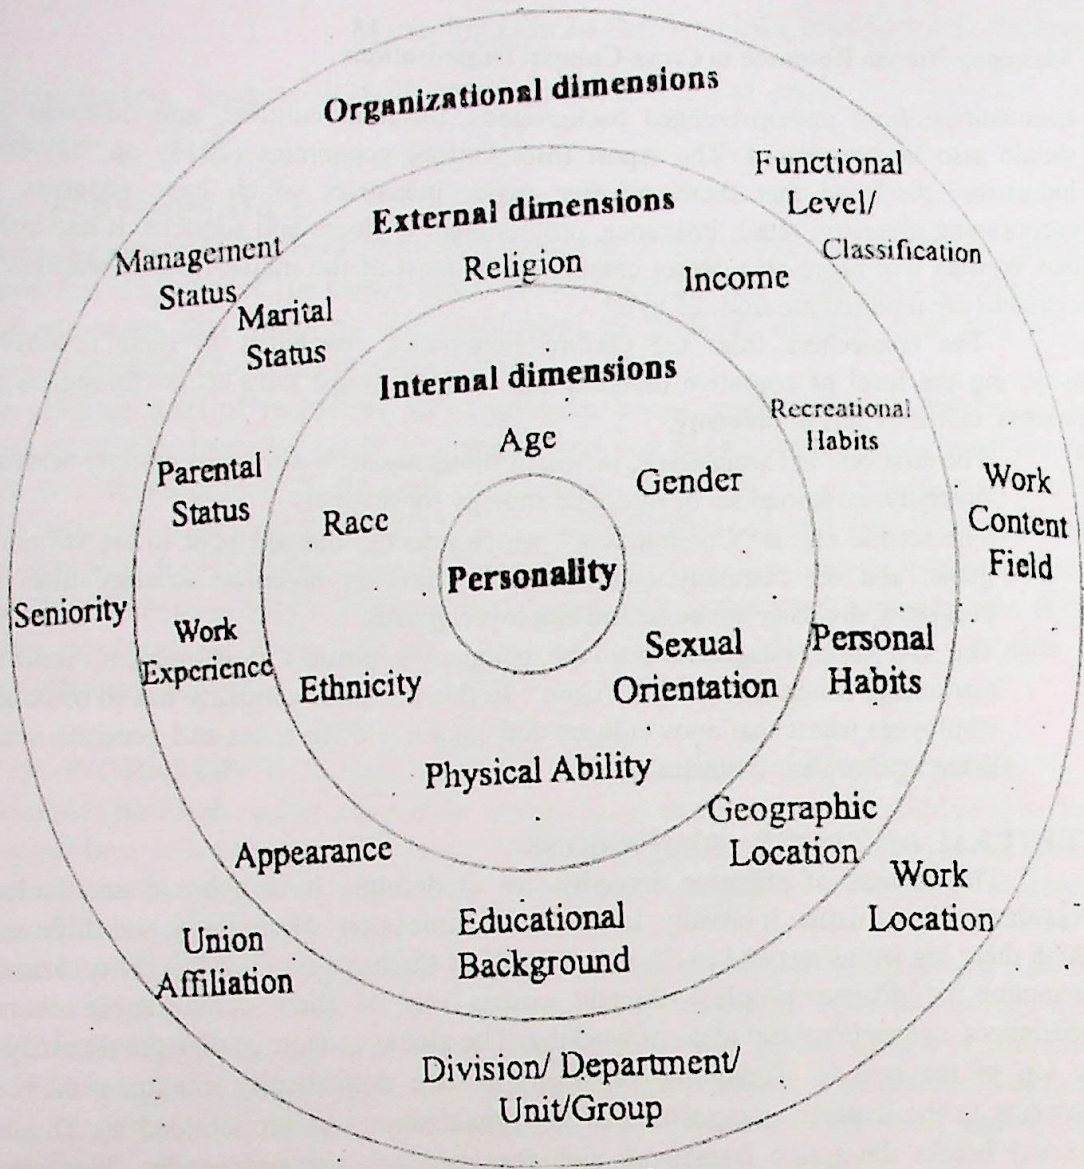 Organizational dimensions
Functional
Level/
Classification
External dimensions
Management
Status
Religion
Income
Marital
Status
Internal dimensions
Recreational
Habits
Age
Gender
Parental
Status
Race
Work
Content
Field
Personality
Seniority
Work
Experience
Ethnicity
Sexual
Orientation
Personal
Habits
Physical Ability
Geographic
Location
Appearance
Work
Location
Educational
Background
Union
Affiliation
Division/ Department/
Unit/Group